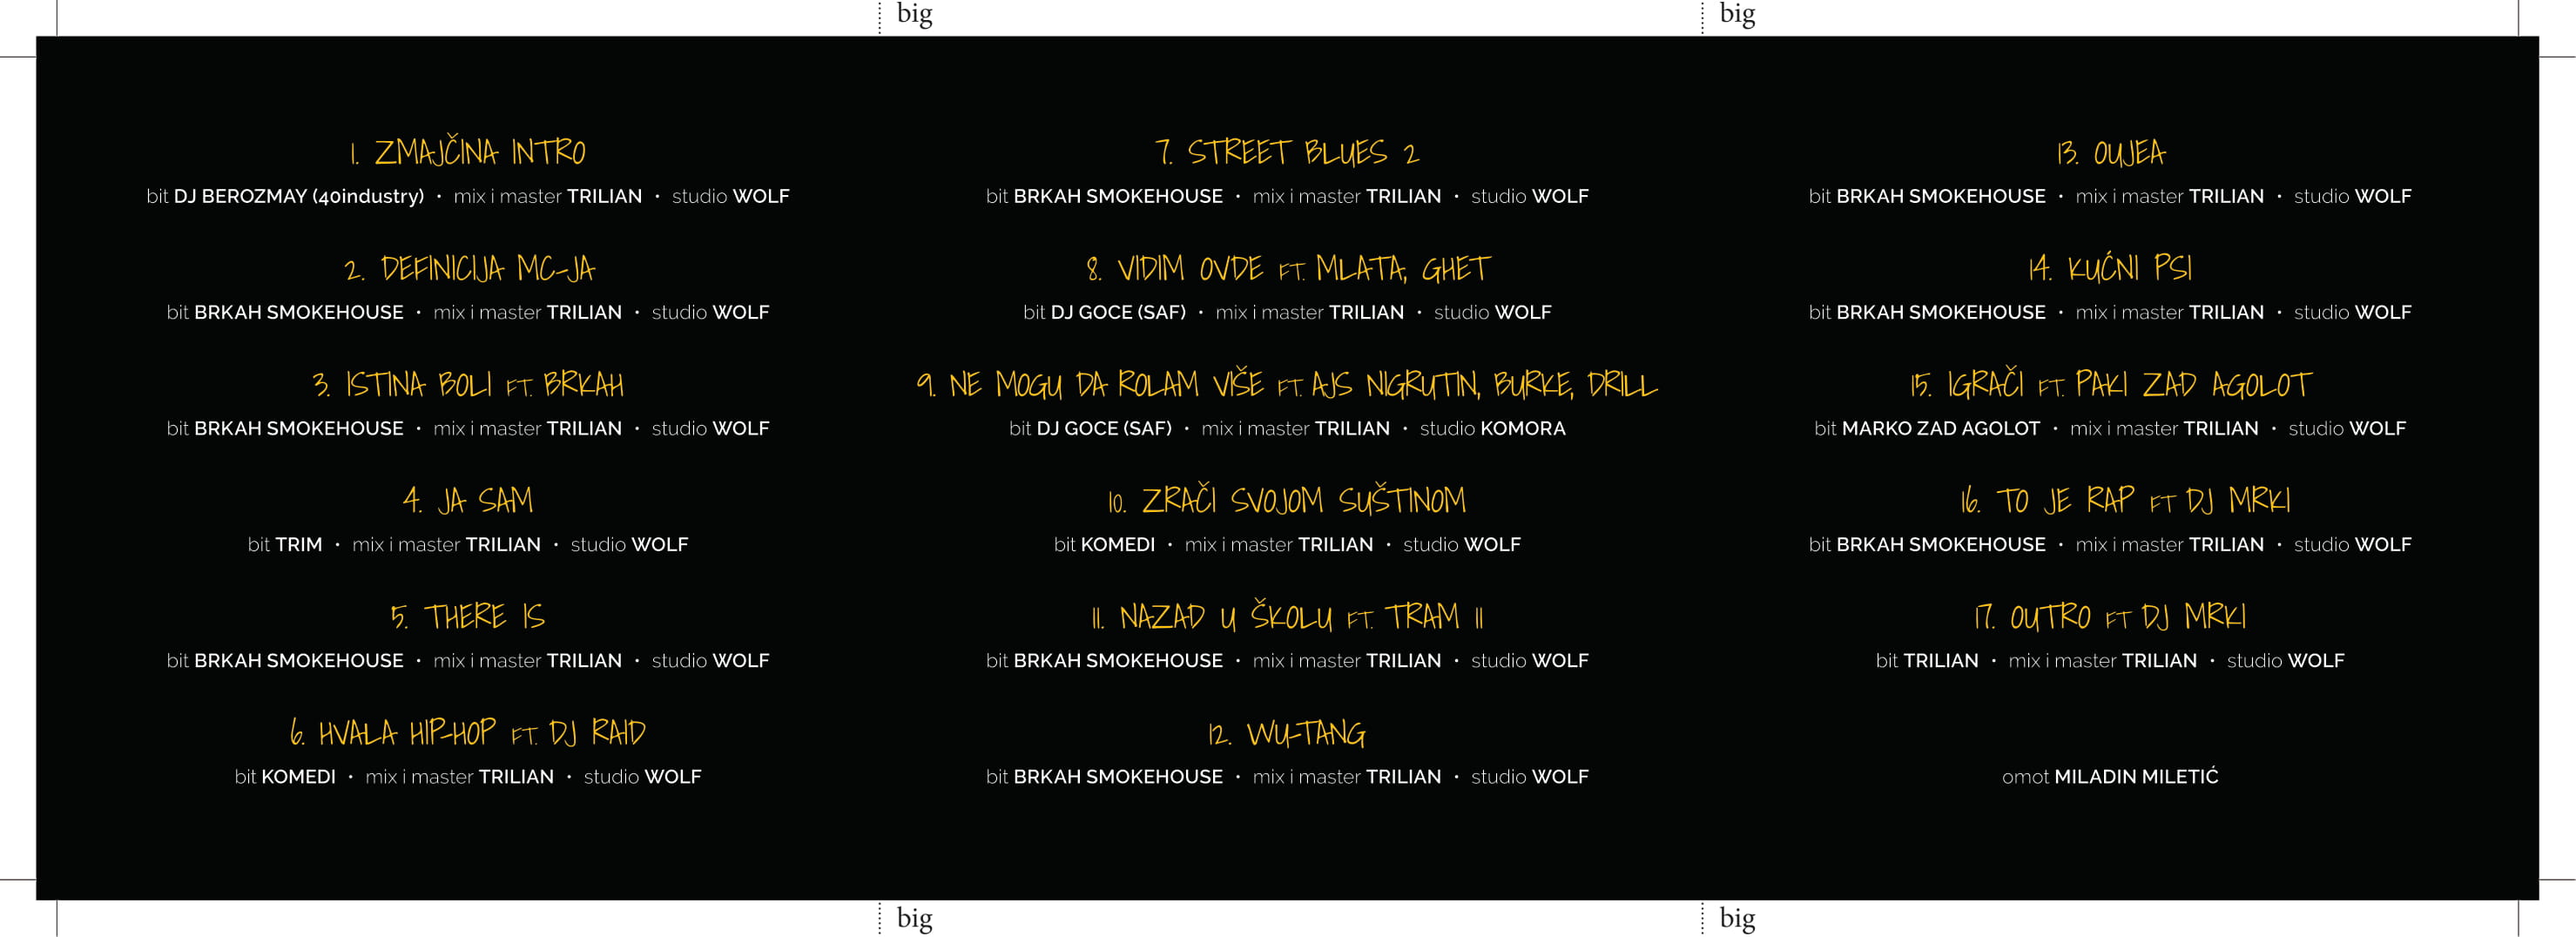 big
big
1. ZMAJČINA INTRO
bit DJ BEROZMAY (40industry) • mix i master TRILIAN • studio WOLF
2. DEFINICIJA MC-JA
bit BRKAH SMOKEHOUSE • mix i master TRILIAN • studio WOLF
3. ISTINA BOLI FT. BRKAH
bit BRKAH SMOKEHOUSE • mix i master TRILIAN • studio WOLF
4. JA SAM
bit TRIM • mix i master TRILIAN • studio WOLF
5. THERE IS
bit BRKAH SMOKEHOUSE • mix i master TRILIAN • studio WOLF
6. HVALA HIP-HOP FT. DJ RAID
bit KOMEDI • mix i master TRILIAN • studio WOLF
7. STREET BLUES 2
bit BRKAH SMOKEHOUSE • mix i master TRILIAN • studio WOLF
8. VIDIM OVDE FT. MLATA, GHET
bit DJ GOCE (SAF) • mix i master TRILIAN • studio WOLF
9. NE MOGU DA ROLAM VIŠE FT. AJS NIGRUTIN, BURKE, DRILL
bit DJ GOCE (SAF) • mix i master TRILIAN • studio KOMORA
10. ZRAČI SVOJOM SUŠTINOM
bit KOMEDI • mix i master TRILIAN • studio WOLF
11. NAZAD U ŠKOLU FT. TRAM 11
bit BRKAH SMOKEHOUSE • mix i master TRILIAN • studio WOLF
12. WU-TANG
bit BRKAH SMOKEHOUSE • mix i master TRILIAN • studio WOLF
13. OUJEA
bit BRKAH SMOKEHOUSE • mix i master TRILIAN • studio WOLF
14. KUĆNI PSI
bit BRKAH SMOKEHOUSE • mix i master TRILIAN • studio WOLF
15. IGRAČI FT. PAKI ZAD AGOLOT
bit MARKO ZAD AGOLOT • mix i master TRILIAN • studio WOLF
16. TO JE RAP FT DJ MRKI
bit BRKAH SMOKEHOUSE • mix i master TRILIAN • studio WOLF
17. OUTRO FT DJ MRKI
bit TRILIAN • mix i master TRILIAN • studio WOLF
omot MILADIN MILETIĆ
big
big